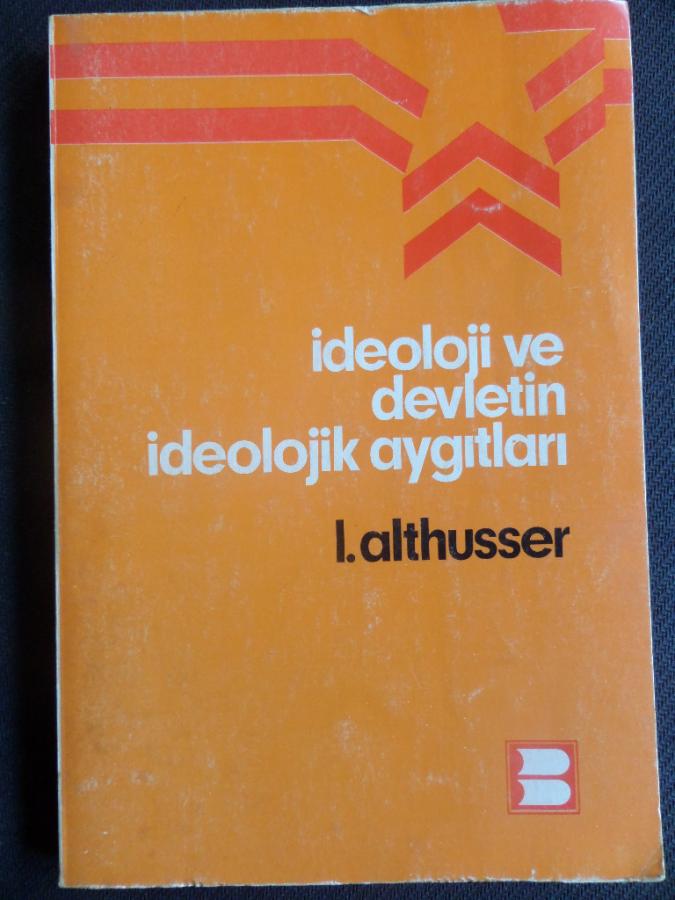 ideoloji ve
devletin
ideolojik aygıtları
l.althusser